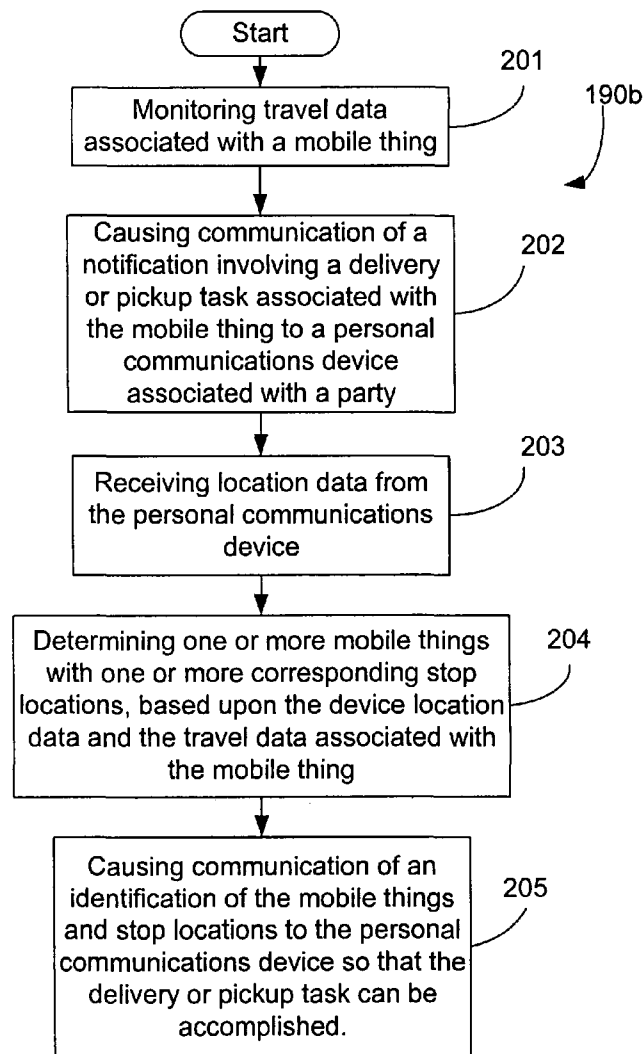 Start
201
Monitoring travel data
associated with a mobile thing
190b
Causing communication of a
notification involving a delivery
or pickup task associated with
the mobile thing to a personal
communications device
associated with a party
202
203
Receiving location data from
the personal communications
device
Determining one or more mobile things
with one or more corresponding stop
locations, based upon the device location
data and the travel data associated with
the mobile thing
204
Causing communication of an
identification of the mobile things
and stop locations to the personal
communications device so that the
delivery or pickup task can be
accomplished.
205